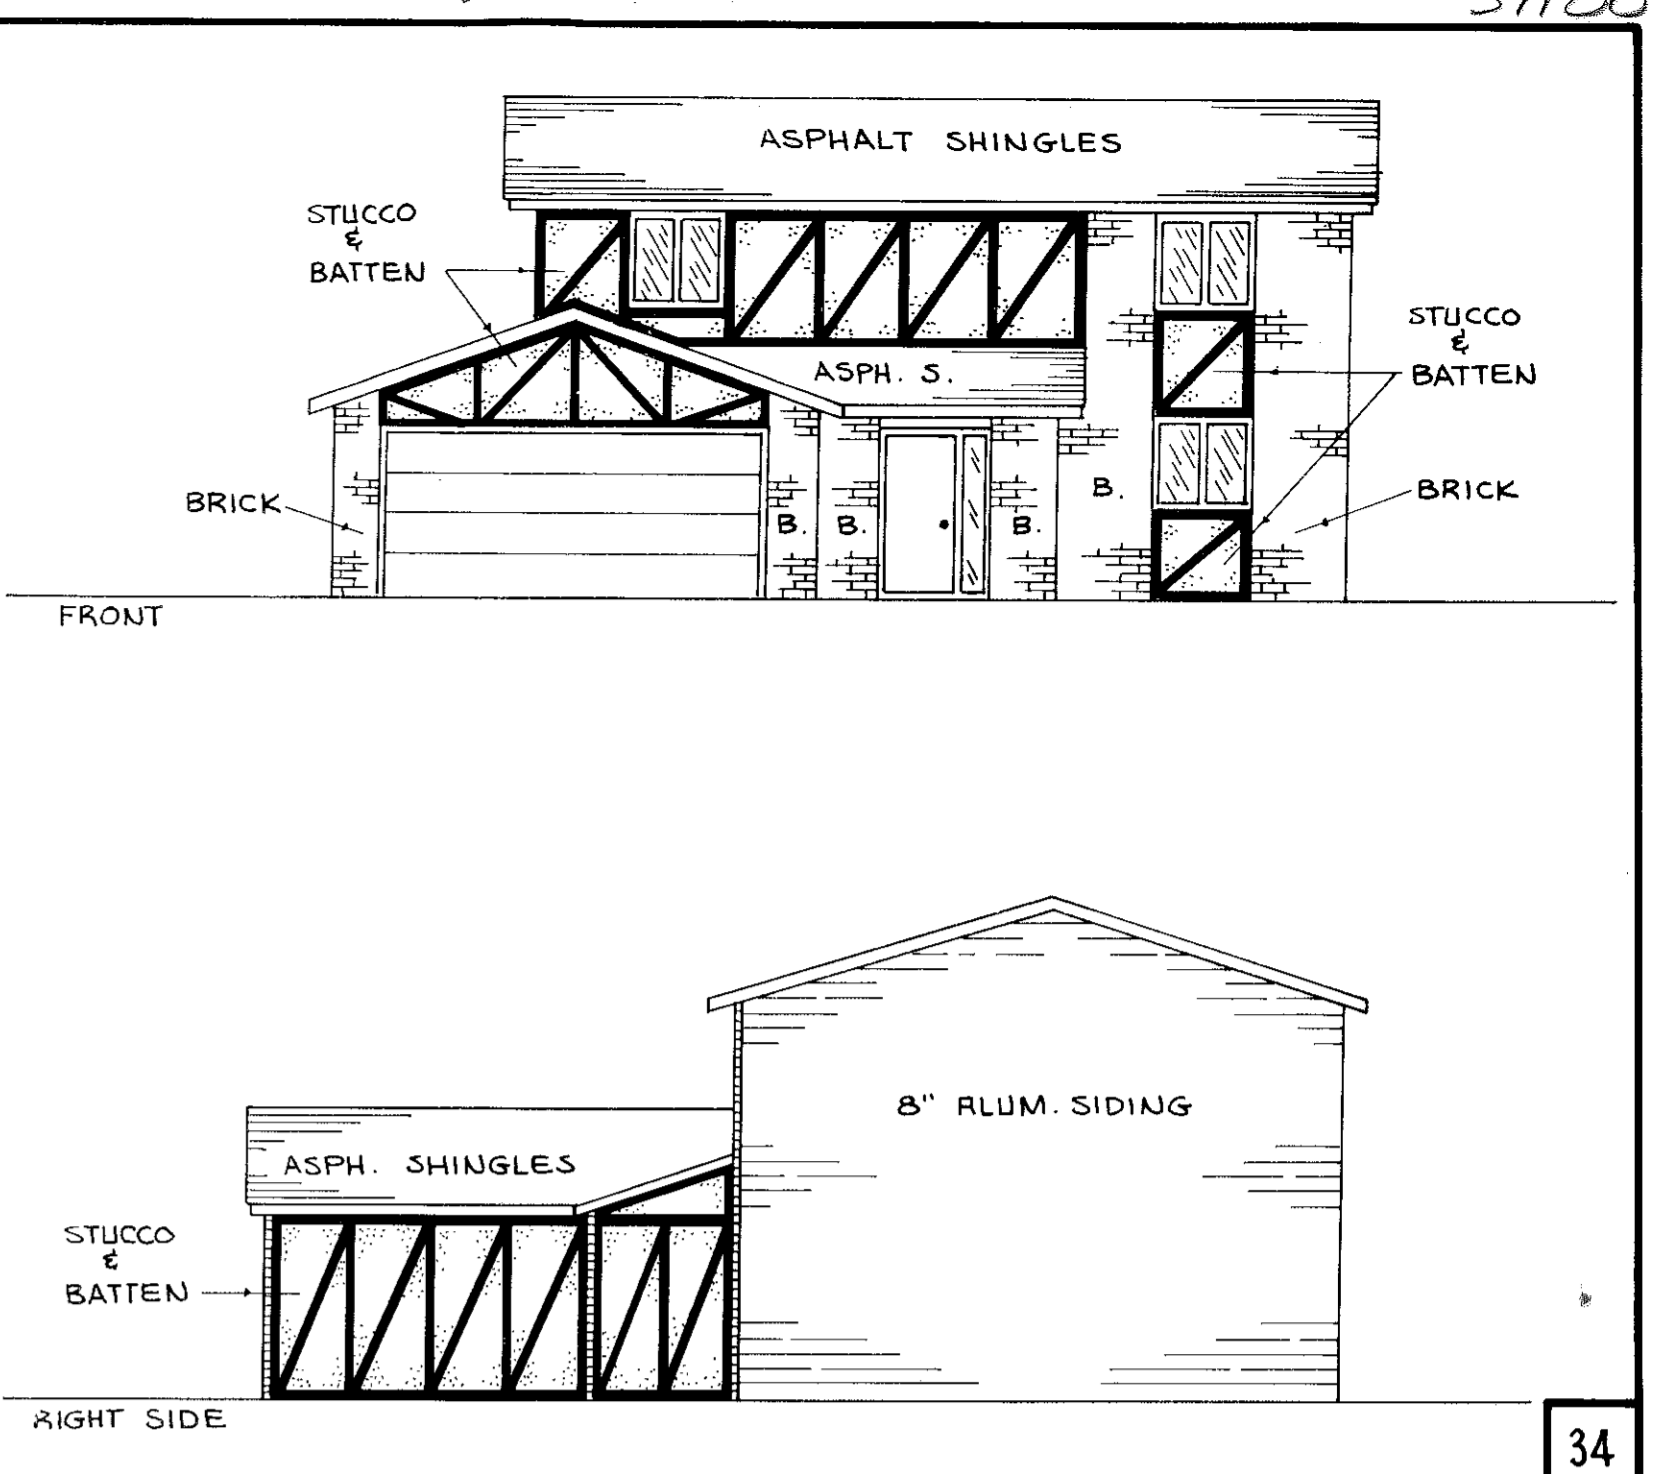 ASPHALT SHINGLES
STUCCO
&
BATTEN
STUCCO
&
BATTEN
ASPH. S.
BRICK
B.
B.
B.
B.
BRICK
FRONT
8" ALUM. SIDING
ASPH. SHINGLES
STUCCO
&
BATTEN
RIGHT SIDE
34